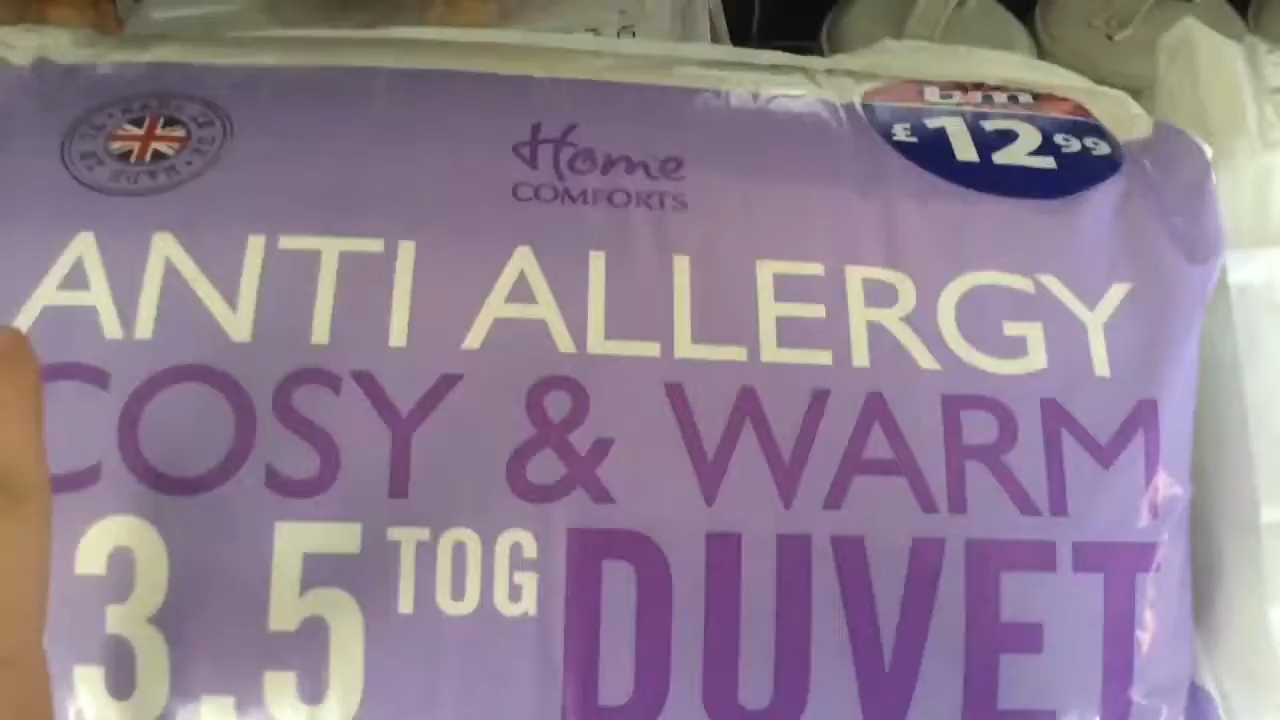 Home
COMFORTS
b&m
£12.99
ANTI ALLERGY
COSY & WARM
3.5 TOG DUVET